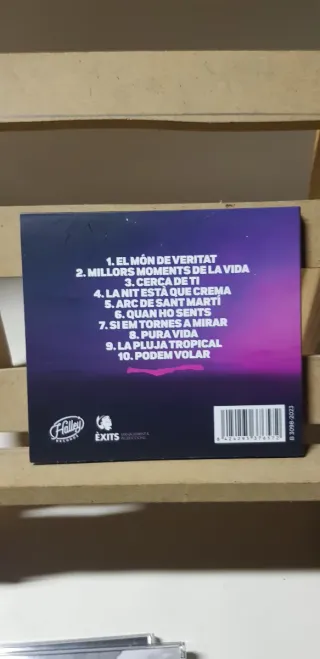 1. EL MÓN DE VERITAT
2. MILLORS MOMENTS DE LA VIDA
3. CERCA DE TI
4. LA NIT ESTÀ QUE CREMA
5. ARC DE SANT MARTÍ
6. QUAN HO SENTS
7. SI EM TORNES A MIRAR
8. PURA VIDA
9. LA PLUJA TROPICAL
10. PODEM VOLAR
Halley
RECORDS
ÈXITS
B 3098-2023